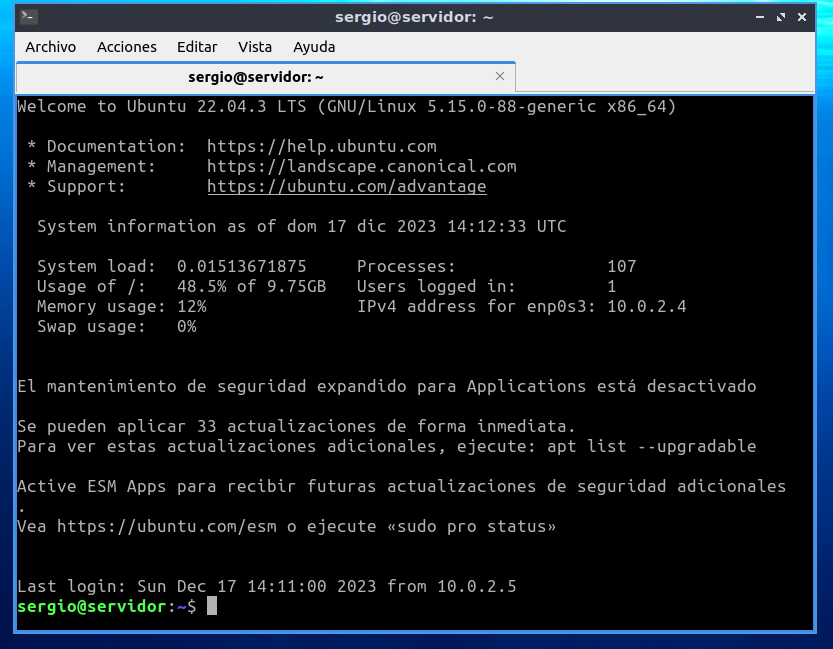 sergio@servidor: ~
Archivo Acciones Editar Vista Ayuda
sergio@servidor: ~
Welcome to Ubuntu 22.04.3 LTS (GNU/Linux 5.15.0-88-generic x86_64)
* Documentation: https://help.ubuntu.com
* Management: https://landscape.canonical.com
* Support: https://ubuntu.com/advantage
System information as of dom 17 dic 2023 14:12:33 UTC
System load: 0.01513671875 Processes: 107
Usage of /: 48.5% of 9.75GB Users logged in: 1
Memory usage: 12% IPv4 address for enp0s3: 10.0.2.4
Swap usage: 0%
El mantenimiento de seguridad expandido para Applications está desactivado
Se pueden aplicar 33 actualizaciones de forma inmediata.
Para ver estas actualizaciones adicionales, ejecute: apt list --upgradable
Active ESM Apps para recibir futuras actualizaciones de seguridad adicionales
.
Vea https://ubuntu.com/esm o ejecute «sudo pro status»
Last login: Sun Dec 17 14:11:00 2023 from 10.0.2.5
sergio@servidor:~$